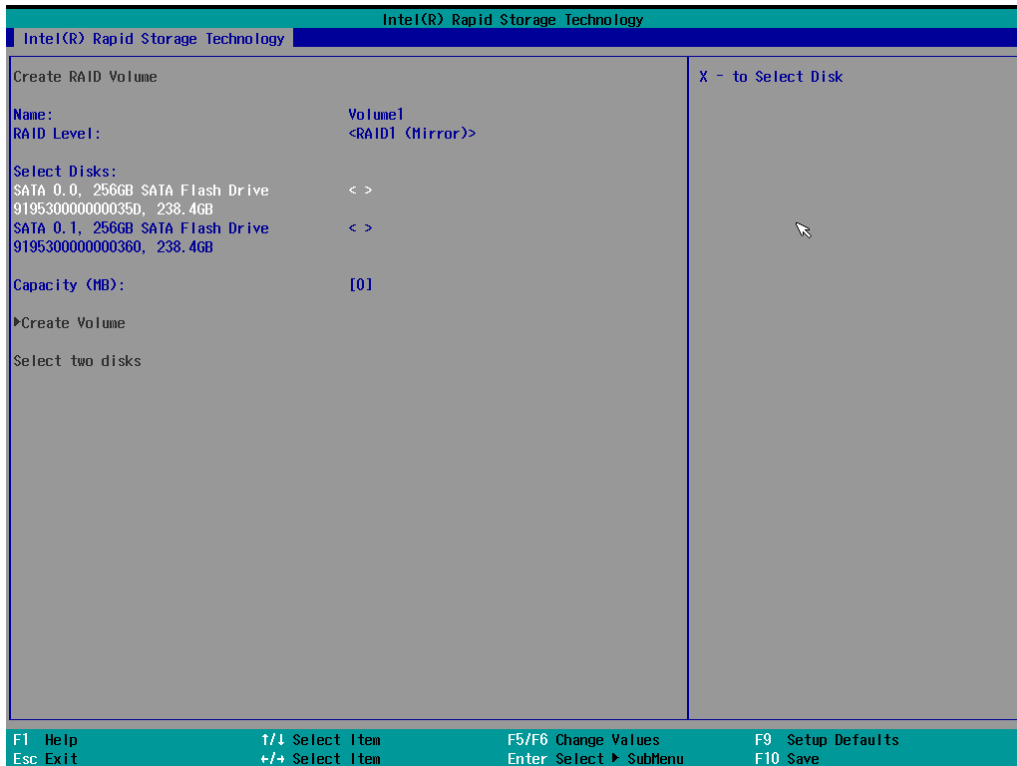 Intel(R) Rapid Storage Technology
Intel(R) Rapid Storage Technology
Create RAID Volume X - to Select Disk
Name: Volume1
RAID Level: <RAID1 (Mirror)>
Select Disks:
SATA 0.0, 256GB SATA Flash Drive < >
919530000000035D, 238.4GB
SATA 0.1, 256GB SATA Flash Drive < >
9195300000000360, 238.4GB
Capacity (MB): [0]
▶Create Volume
Select two disks
F1 Help ↑/↓ Select Item F5/F6 Change Values F9 Setup Defaults
Esc Exit ←/→ Select Item Enter Select ▶ SubMenu F10 Save